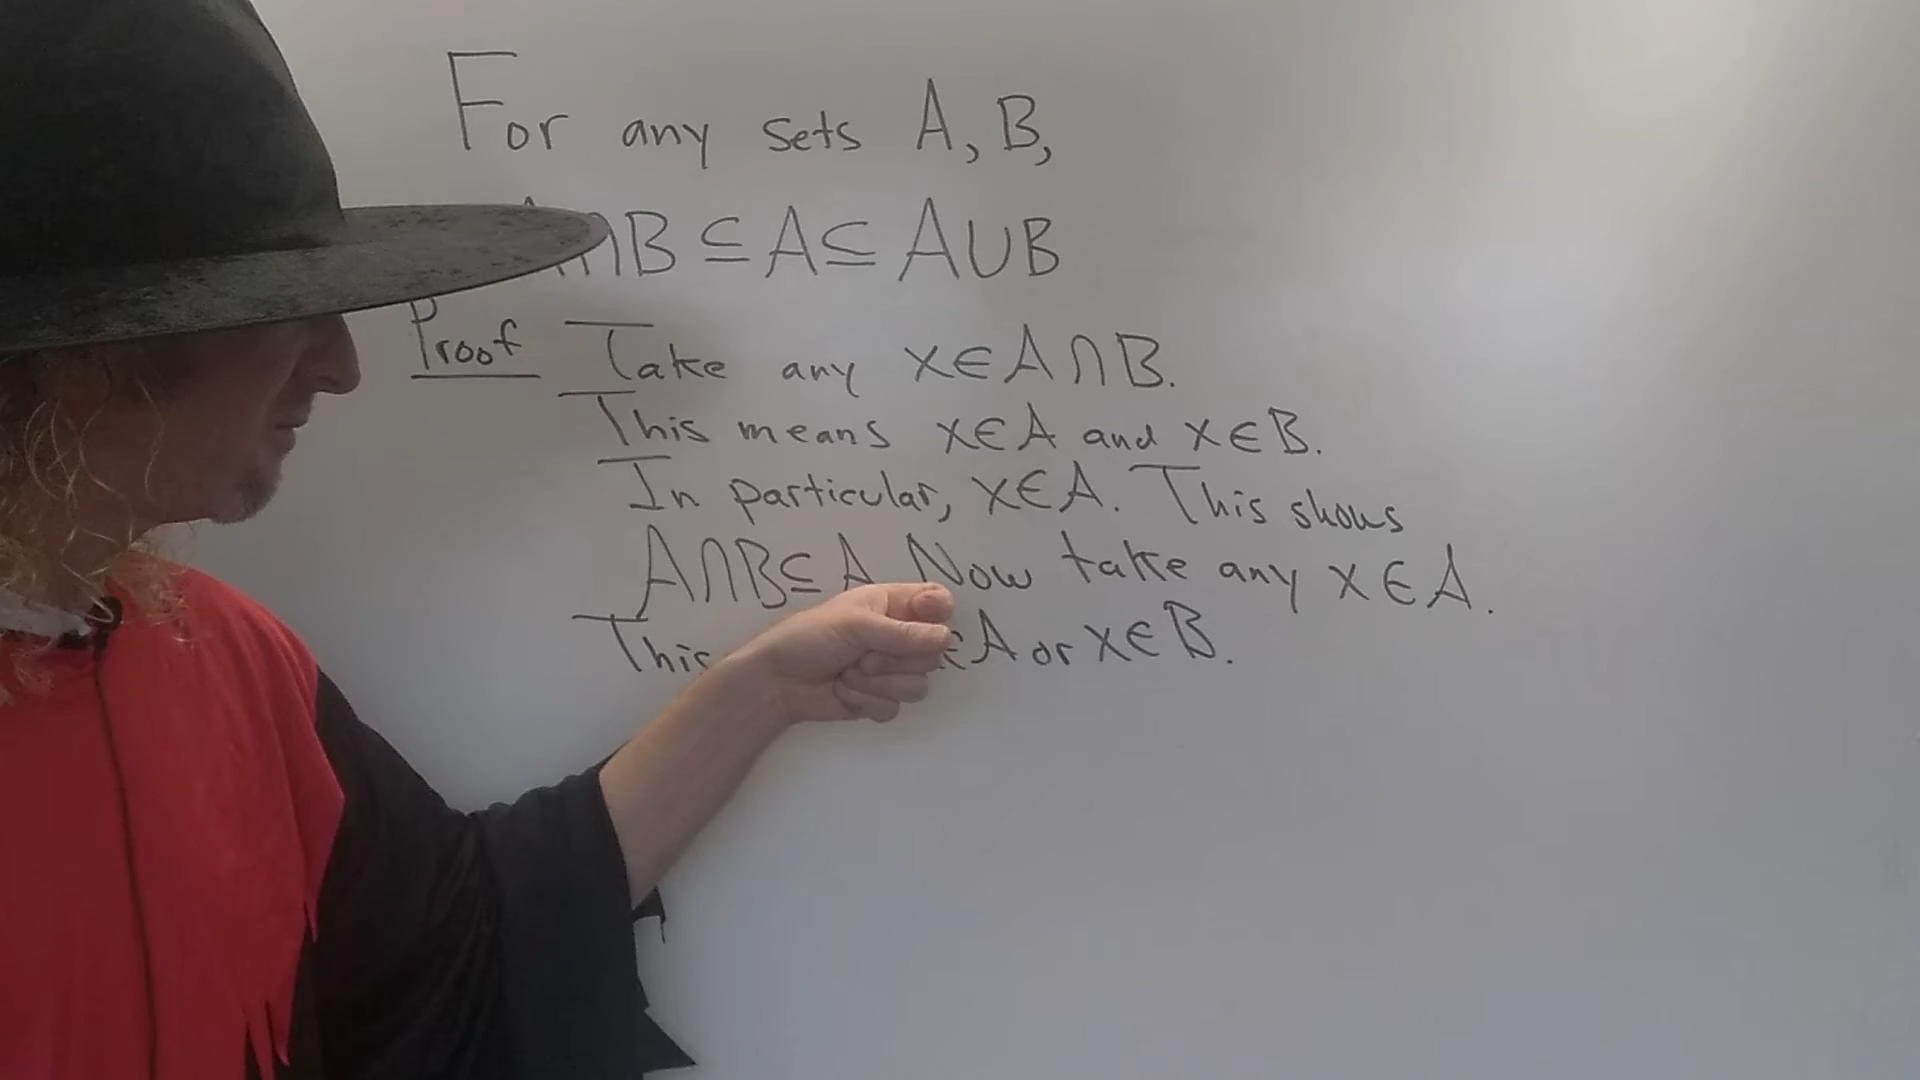 For any sets A, B,
∩B ⊆ A ⊆ A∪B
Proof Take any x∈A∩B.
This means x∈A and x∈B.
In particular, x∈A. This shows
A∩B⊆A Now take any x∈A.
This ∈A or x∈B.